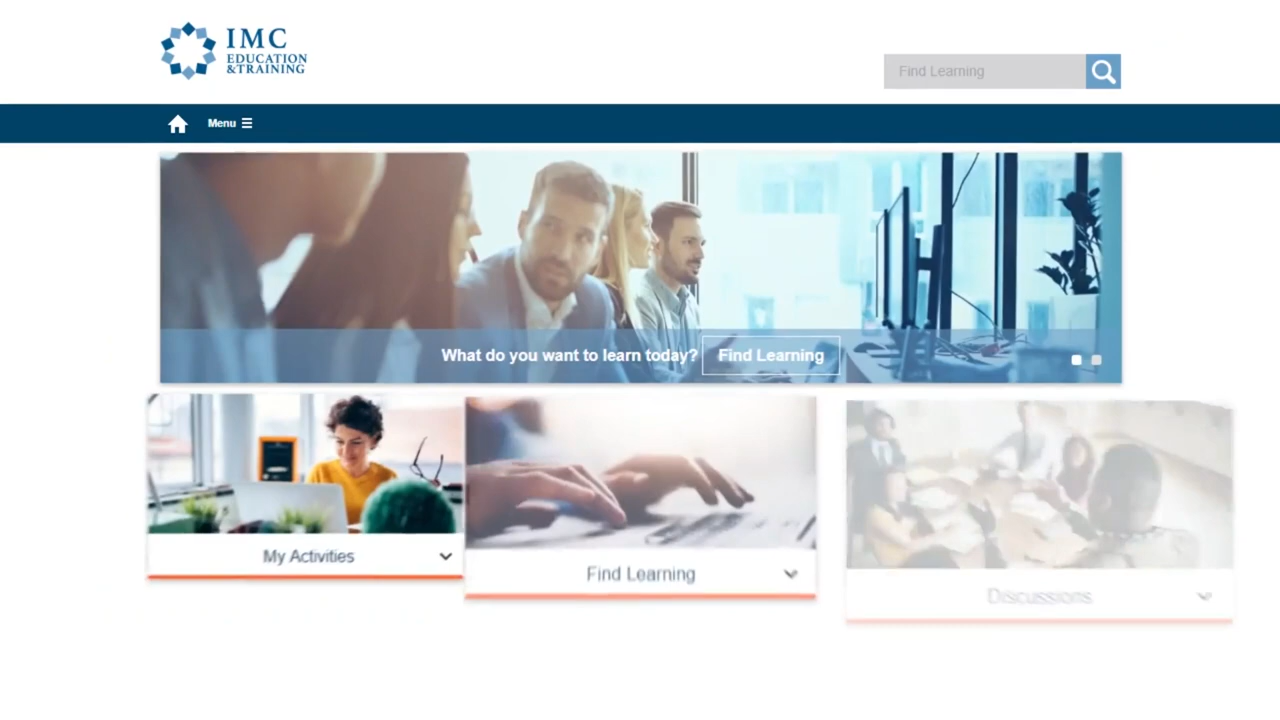 IMC
EDUCATION
&TRAINING
Find Learning
Menu
What do you want to learn today? Find Learning
My Activities
Find Learning
Discussions